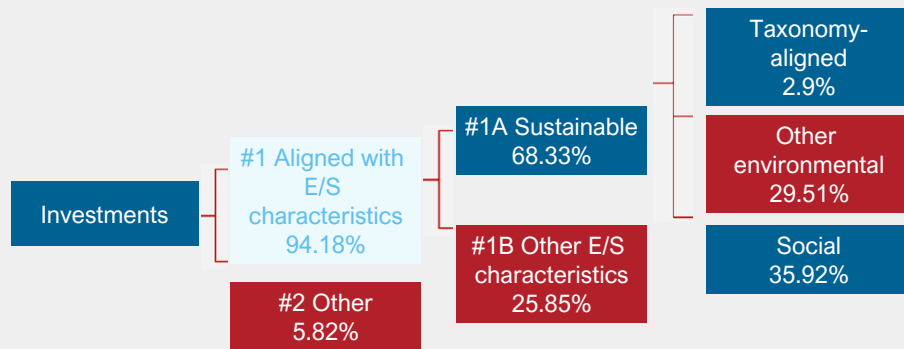 Investments
#1 Aligned with
E/S
characteristics
94.18%
#2 Other
5.82%
#1A Sustainable
68.33%
#1B Other E/S
characteristics
25.85%
Taxonomy-
aligned
2.9%
Other
environmental
29.51%
Social
35.92%